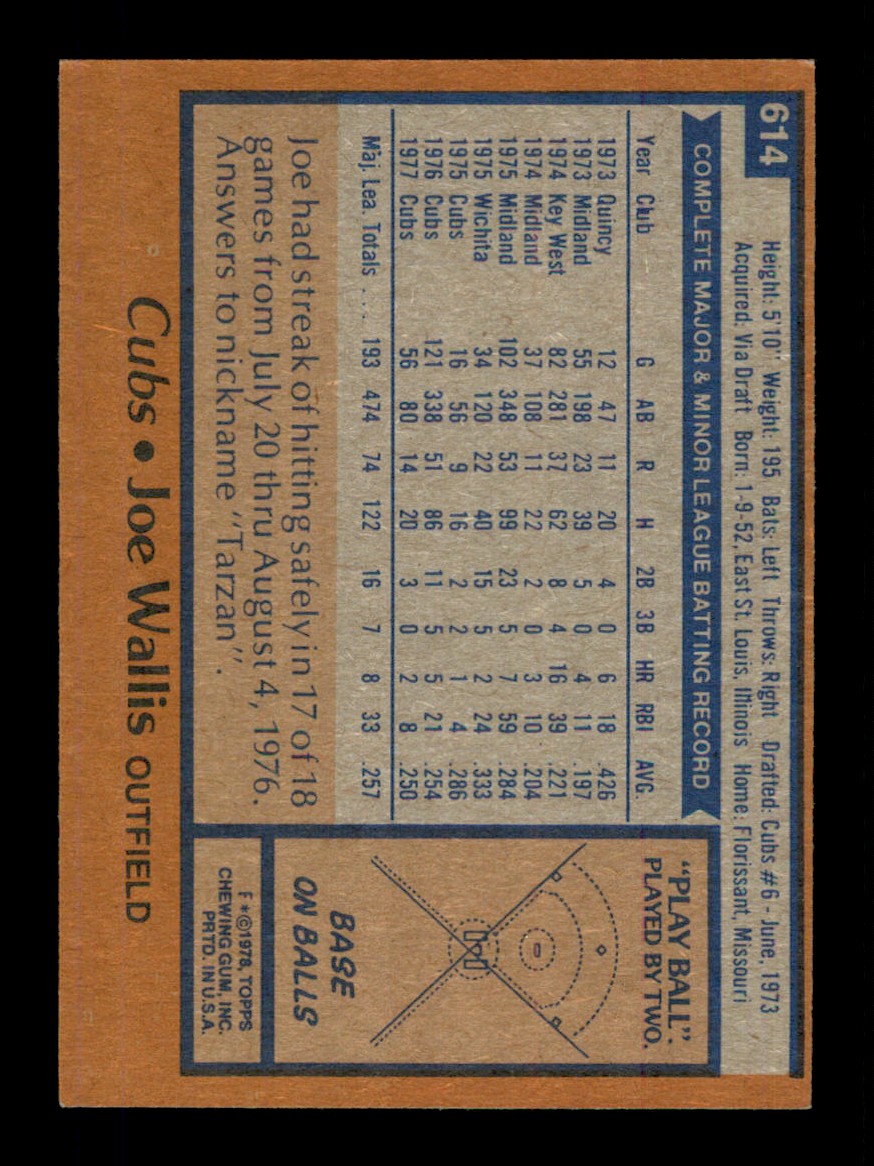 614
Height: 5'10" Weight: 195 Bats: Left Throws: Right Drafted: Cubs #6 - June, 1973
Acquired: Via Draft Born: 1-9-52, East St. Louis, Illinois Home: Florissant, Missouri
COMPLETE MAJOR & MINOR LEAGUE BATTING RECORD
Year Club G AB R H 2B 3B HR RBI AVG.
1973 Quincy 12 47 11 20 4 0 6 18 .426
1973 Midland 55 198 23 39 5 0 4 11 .197
1974 Key West 82 281 37 62 8 4 16 39 .221
1974 Midland 37 108 11 22 2 0 3 10 .204
1975 Midland 102 348 53 99 23 5 7 59 .284
1975 Wichita 34 120 22 40 15 5 2 24 .333
1975 Cubs 16 56 9 16 2 2 1 4 .286
1976 Cubs 121 338 51 86 11 5 5 21 .254
1977 Cubs 56 80 14 20 3 0 2 8 .250
Maj. Lea. Totals .... 193 474 74 122 16 7 8 33 .257
Joe had streak of hitting safely in 17 of 18
games from July 20 thru August 4, 1976.
Answers to nickname "Tarzan".
"PLAY BALL".
PLAYED BY TWO.
BASE
ON BALLS
F*©1978, TOPPS
CHEWING GUM, INC.
PRTD. IN U.S.A.
Cubs • Joe Wallis OUTFIELD